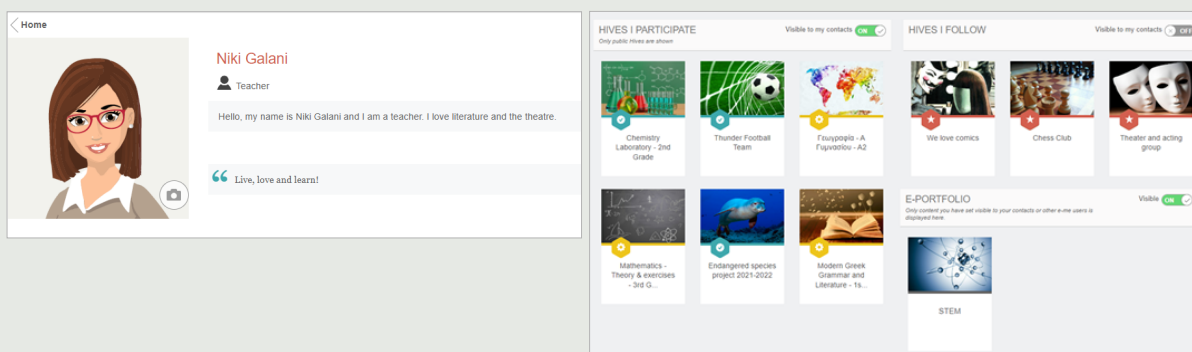 Home
Niki Galani
Teacher
Hello, my name is Niki Galani and I am a teacher. I love literature and the theatre.
Live, love and learn!
HIVES I PARTICIPATE
Only public Hives are shown
Visible to my contacts ON
Chemistry
Laboratory - 2nd
Grade
Thunder Football
Team
Γεωγραφία - Α
Γυμνασίου - Α2
Mathematics -
Theory & exercises
- 3rd G...
Endangered species
project 2021-2022
Modern Greek
Grammar and
Literature - 1s...
HIVES I FOLLOW
Visible to my contacts OFF
We love comics
Chess Club
Theater and acting
group
E-PORTFOLIO
Only content you have set visible to your contacts or other e-me users is
displayed here.
Visible ON
STEM